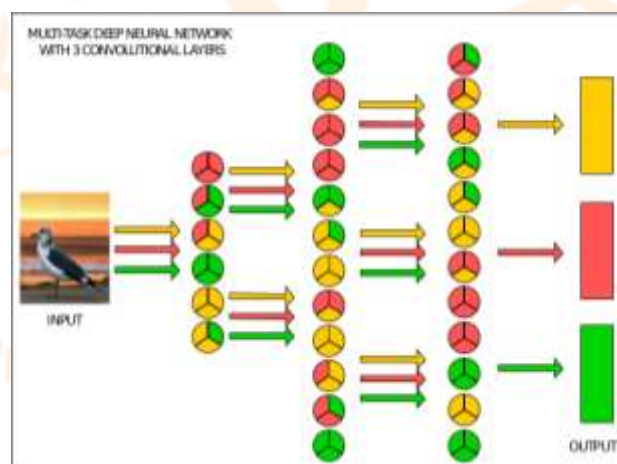 MULTI-TASK DEEP NEURAL NETWORK
WITH 3 CONVOLUTIONAL LAYERS
INPUT
OUTPUT